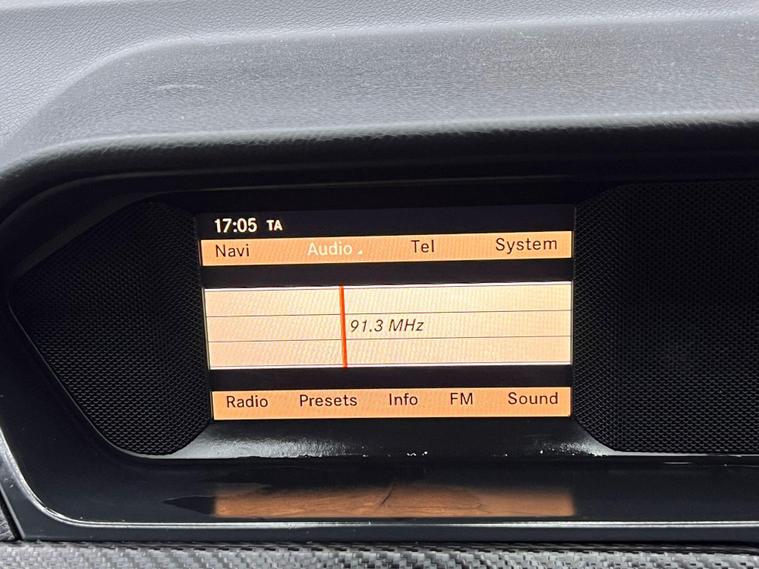 17:05 TA
Navi Audio Tel System
91.3 MHz
Radio Presets Info FM Sound